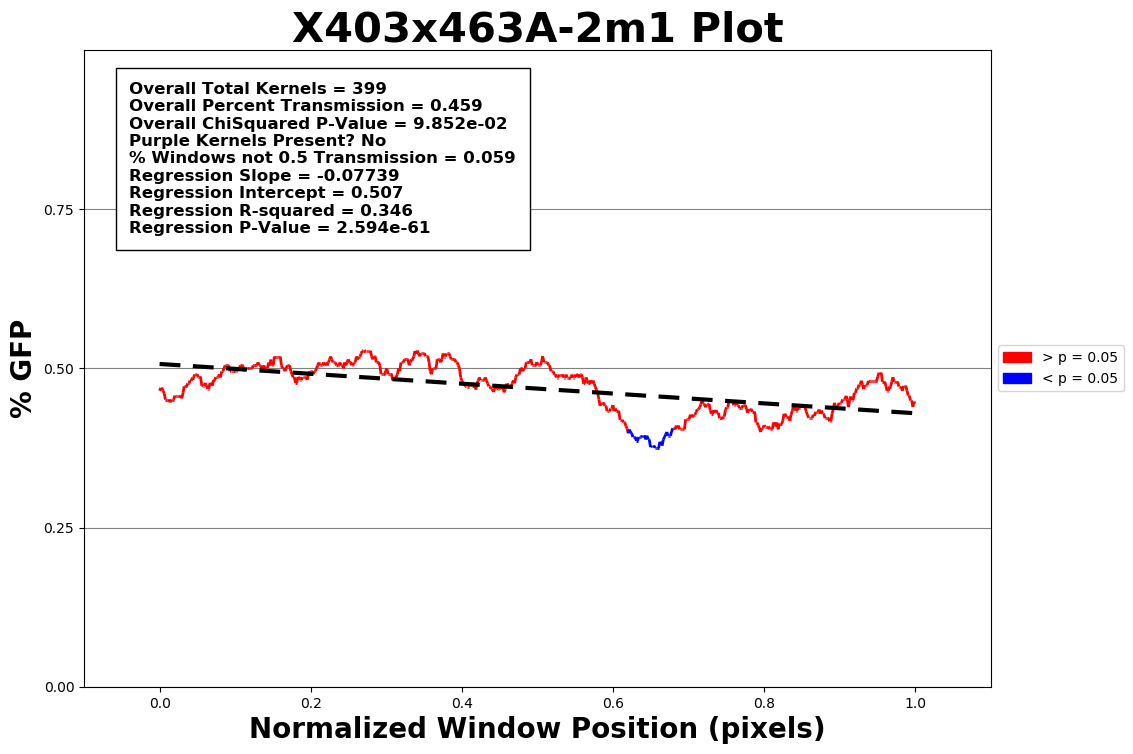 X403x463A-2m1 Plot
Overall Total Kernels = 399
Overall Percent Transmission = 0.459
Overall ChiSquared P-Value = 9.852e-02
Purple Kernels Present? No
% Windows not 0.5 Transmission = 0.059
Regression Slope = -0.07739
Regression Intercept = 0.507
Regression R-squared = 0.346
Regression P-Value = 2.594e-61
0.75
0.50
0.25
0.00
% GFP
> p = 0.05
< p = 0.05
0.0 0.2 0.4 0.6 0.8 1.0
Normalized Window Position (pixels)